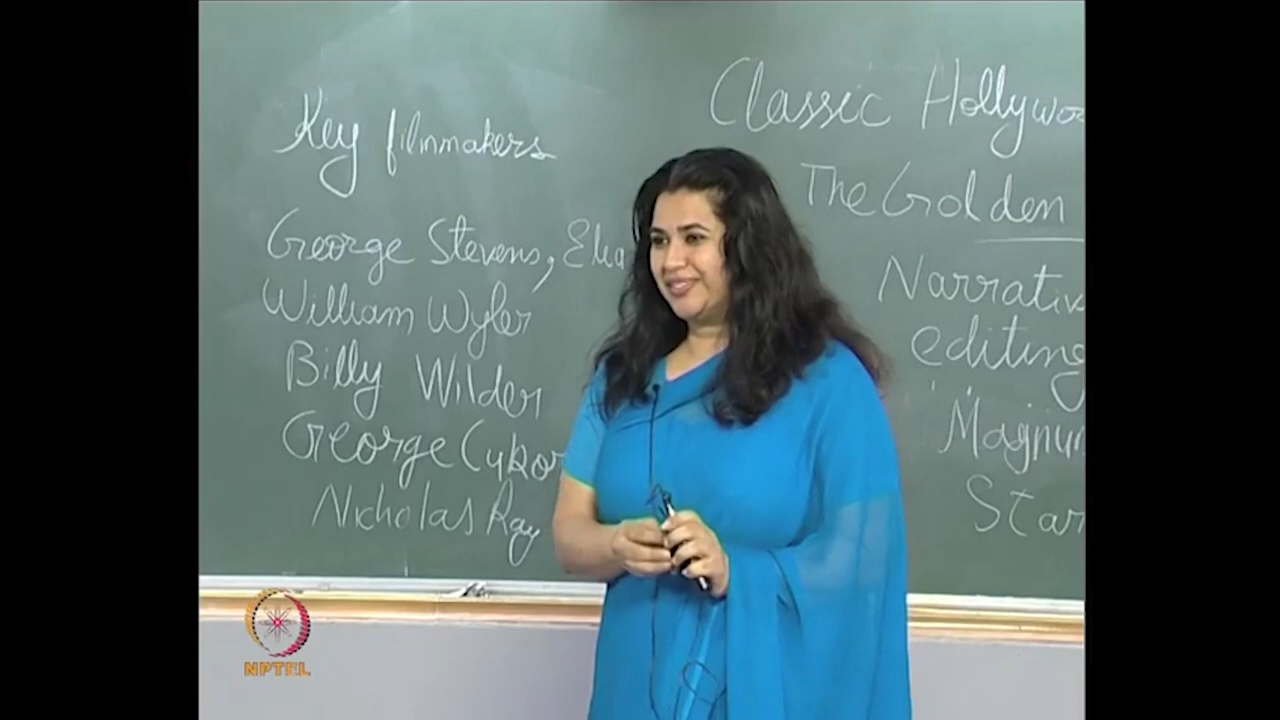 Key filmmakers
George Stevens, Elia
William Wyler
Billy Wilder
George Cukor
Nicholas Ray
Classic Hollywoo
The Golden
Narrativ
editing
Magnum
Star
NPTEL